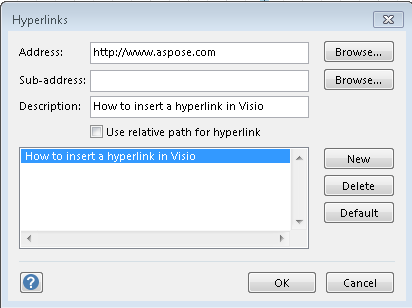 Hyperlinks
Address: http://www.aspose.com Browse...
Sub-address: Browse...
Description: How to insert a hyperlink in Visio
Use relative path for hyperlink
How to insert a hyperlink in Visio New
Delete
Default
? OK Cancel